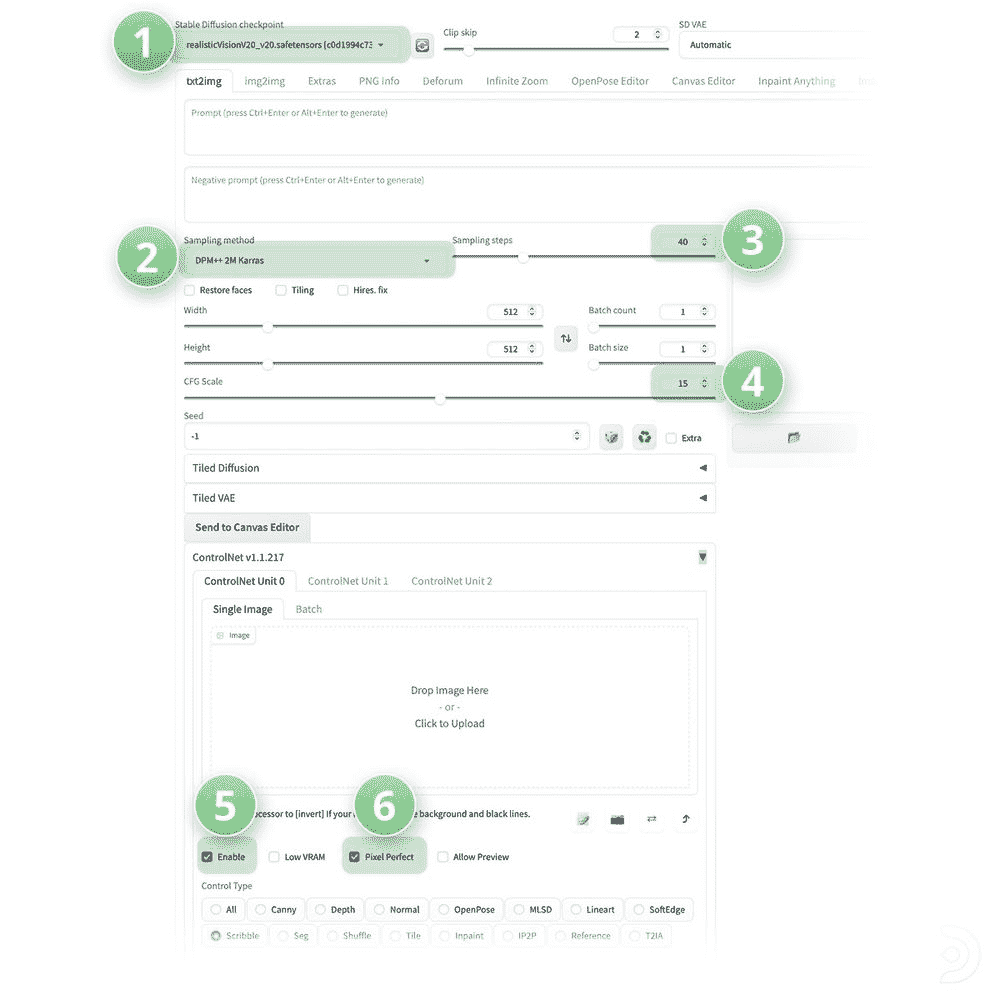 Stable Diffusion checkpoint
1
realisticVisionV20_v20.safetensors [c0d1994c73
Clip skip
2
SD VAE
Automatic
txt2img img2img Extras PNG Info Deforum Infinite Zoom OpenPose Editor Canvas Editor Inpaint Anything
Prompt (press Ctrl+Enter or Alt+Enter to generate)
Negative prompt (press Ctrl+Enter or Alt+Enter to generate)
2
Sampling method
DPM++ 2M Karras
Sampling steps
40
3
Restore faces Tiling Hires. fix
Width 512 Batch count 1
Height 512 Batch size 1
CFG Scale 15
4
Seed
-1
Extra
Tiled Diffusion
Tiled VAE
Send to Canvas Editor
ControlNet v1.1.217
ControlNet Unit 0 ControlNet Unit 1 ControlNet Unit 2
Single Image Batch
Image
Drop Image Here
- or -
Click to Upload
5
6
to [invert] If your background and black lines.
Enable Low VRAM Pixel Perfect Allow Preview
Control Type
All Canny Depth Normal OpenPose MLSD Lineart SoftEdge
Scribble Seg Shuffle Tile Inpaint IP2P Reference T2IA